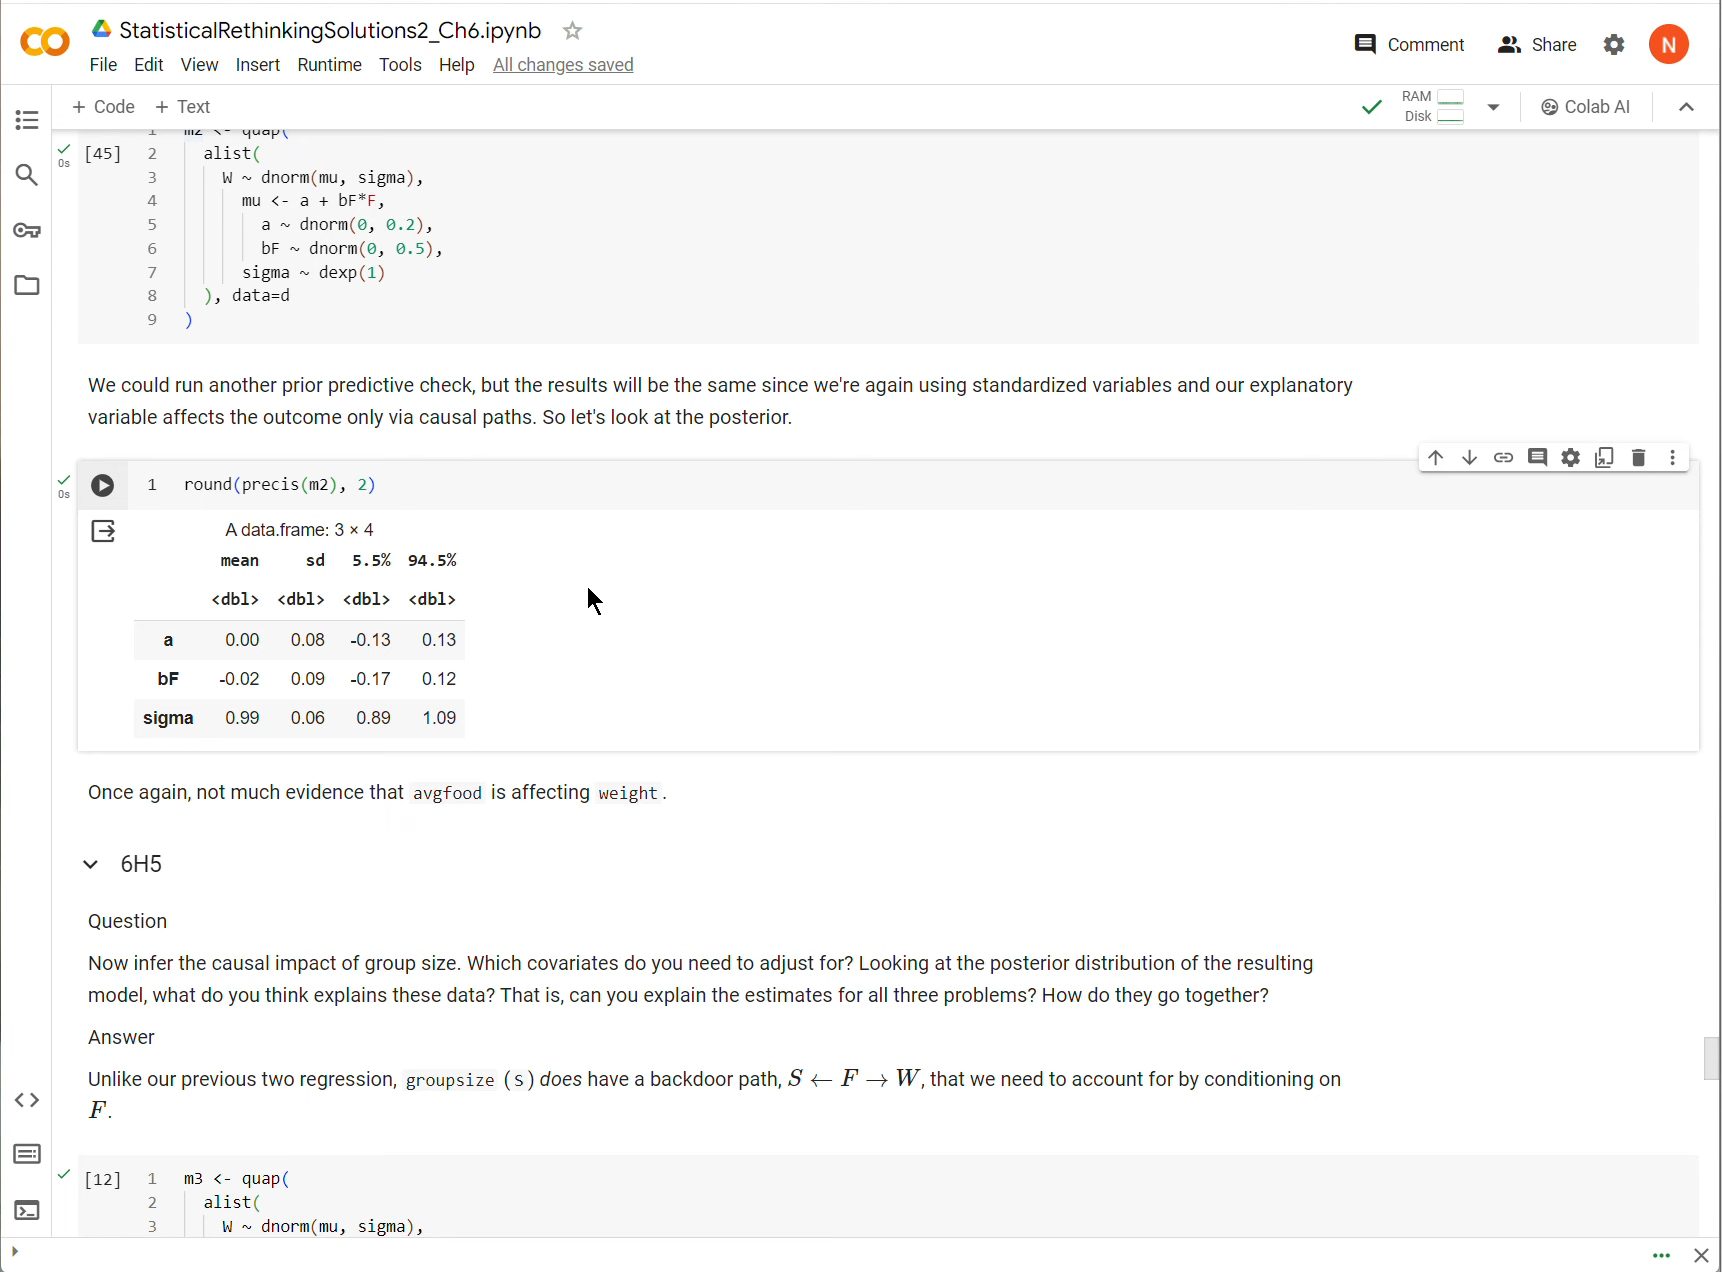 StatisticalRethinkingSolutions2_Ch6.ipynb
File Edit View Insert Runtime Tools Help All changes saved
Comment Share N
+ Code + Text
RAM
Disk
Colab AI
1 m2 <- quap(
0s [45] 2 alist(
3 W ~ dnorm(mu, sigma),
4 mu <- a + bF*F,
5 a ~ dnorm(0, 0.2),
6 bF ~ dnorm(0, 0.5),
7 sigma ~ dexp(1)
8 ), data=d
9 )
We could run another prior predictive check, but the results will be the same since we're again using standardized variables and our explanatory
variable affects the outcome only via causal paths. So let's look at the posterior.
0s 1 round(precis(m2), 2)
A data.frame: 3 × 4
mean sd 5.5% 94.5%
<dbl> <dbl> <dbl> <dbl>
a 0.00 0.08 -0.13 0.13
bF -0.02 0.09 -0.17 0.12
sigma 0.99 0.06 0.89 1.09
Once again, not much evidence that avgfood is affecting weight.
6H5
Question
Now infer the causal impact of group size. Which covariates do you need to adjust for? Looking at the posterior distribution of the resulting
model, what do you think explains these data? That is, can you explain the estimates for all three problems? How do they go together?
Answer
Unlike our previous two regression, groupsize (S) does have a backdoor path, S ← F → W, that we need to account for by conditioning on
F.
[12] 1 m3 <- quap(
2 alist(
3 W ~ dnorm(mu, sigma),